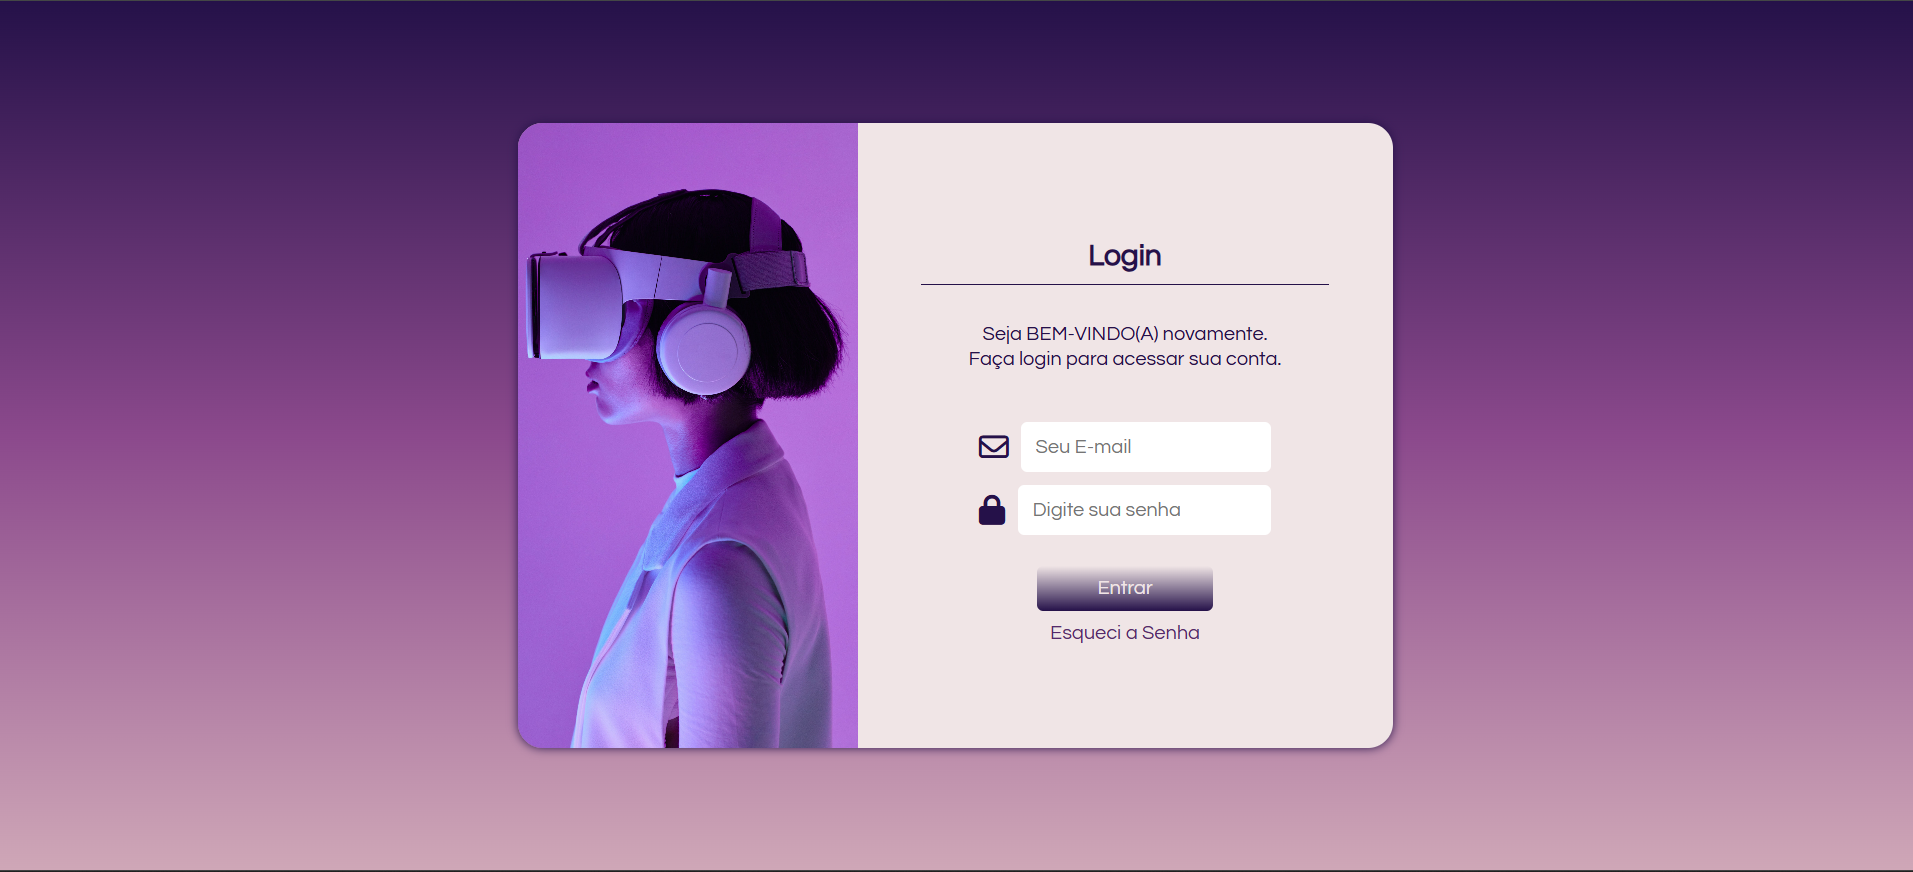 Login
Seja BEM-VINDO(A) novamente.
Faça login para acessar sua conta.
Seu E-mail
Digite sua senha
Entrar
Esqueci a Senha